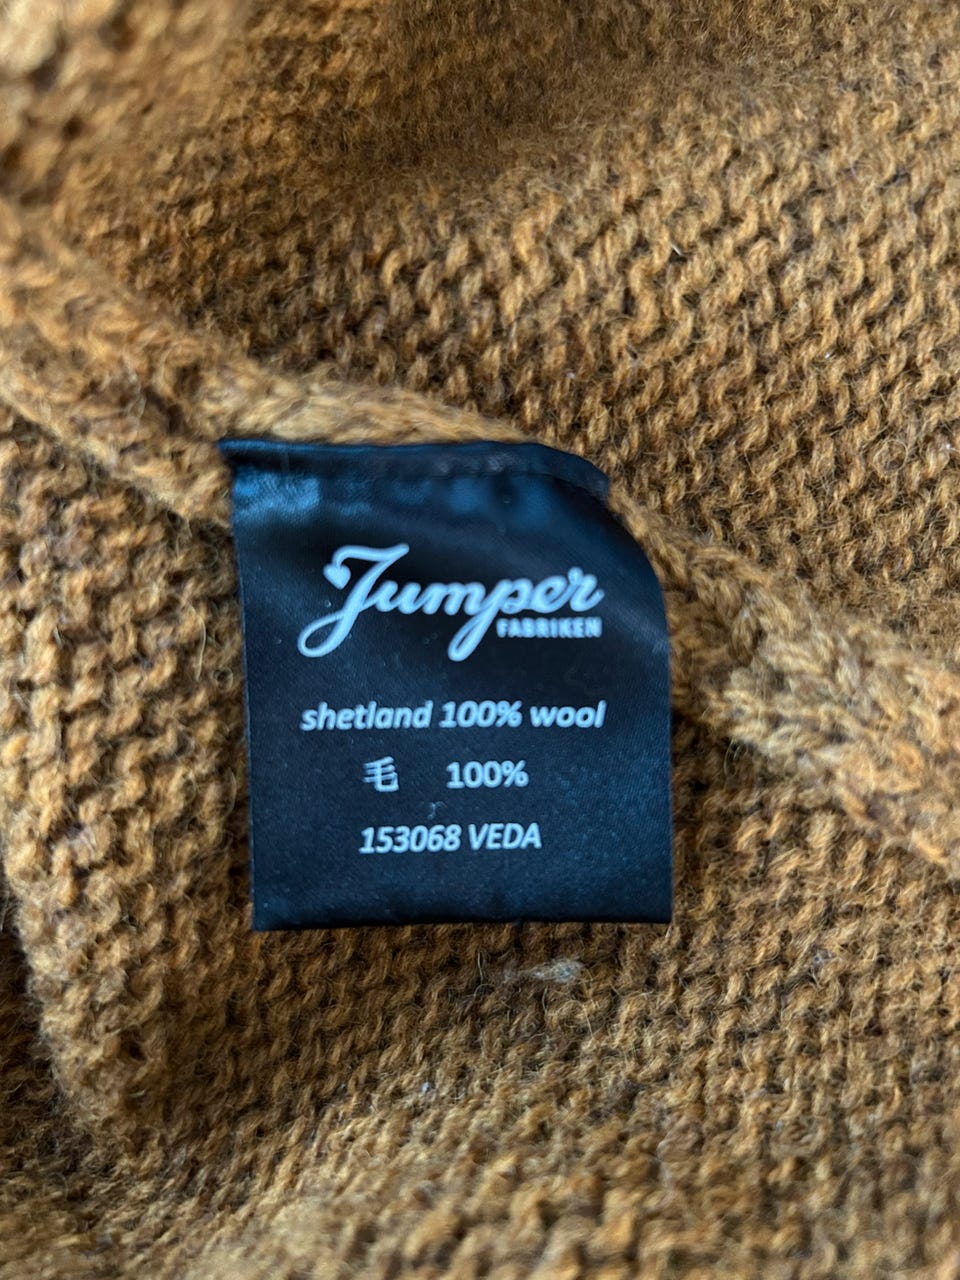 Jumper
FABRIKEN
shetland 100% wool
毛 100%
153068 VEDA